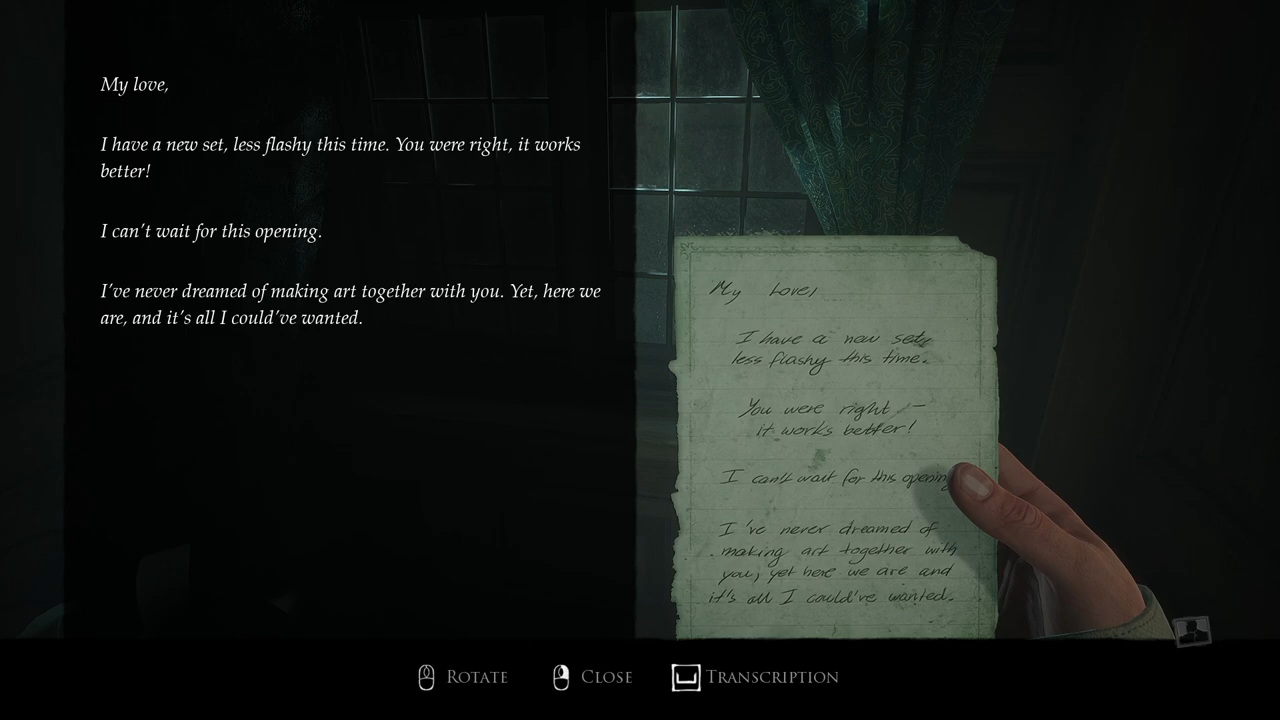 My love,
I have a new set, less flashy this time. You were right, it works
better!
I can't wait for this opening.
I've never dreamed of making art together with you. Yet, here we
are, and it's all I could've wanted.
My love,
I have a new set,
less flashy this time.
You were right –
it works better!
I can't wait for this opening
I've never dreamed of
making art together with
you, yet here we are and
it's all I could've wanted.
ROTATE CLOSE TRANSCRIPTION